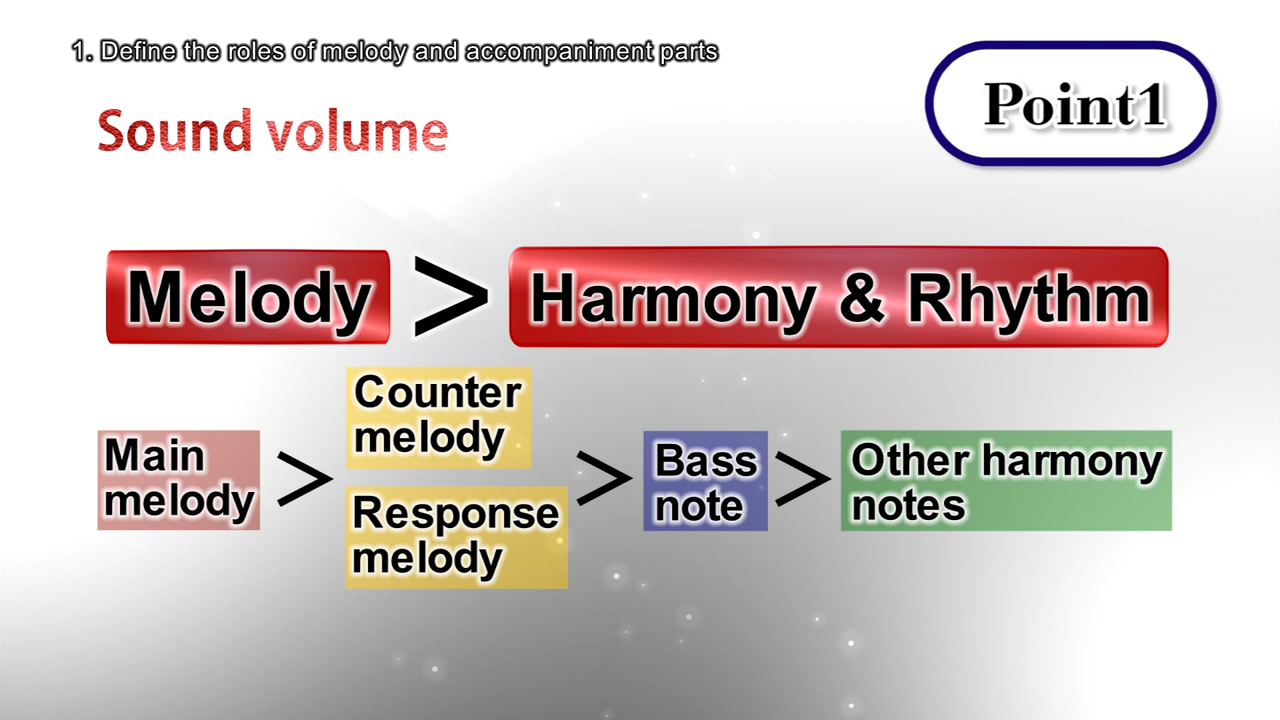 1. Define the roles of melody and accompaniment parts
Point1
Sound volume
Melody > Harmony & Rhythm
Main
melody
>
Counter
melody
Response
melody
>
Bass
note
>
Other harmony
notes